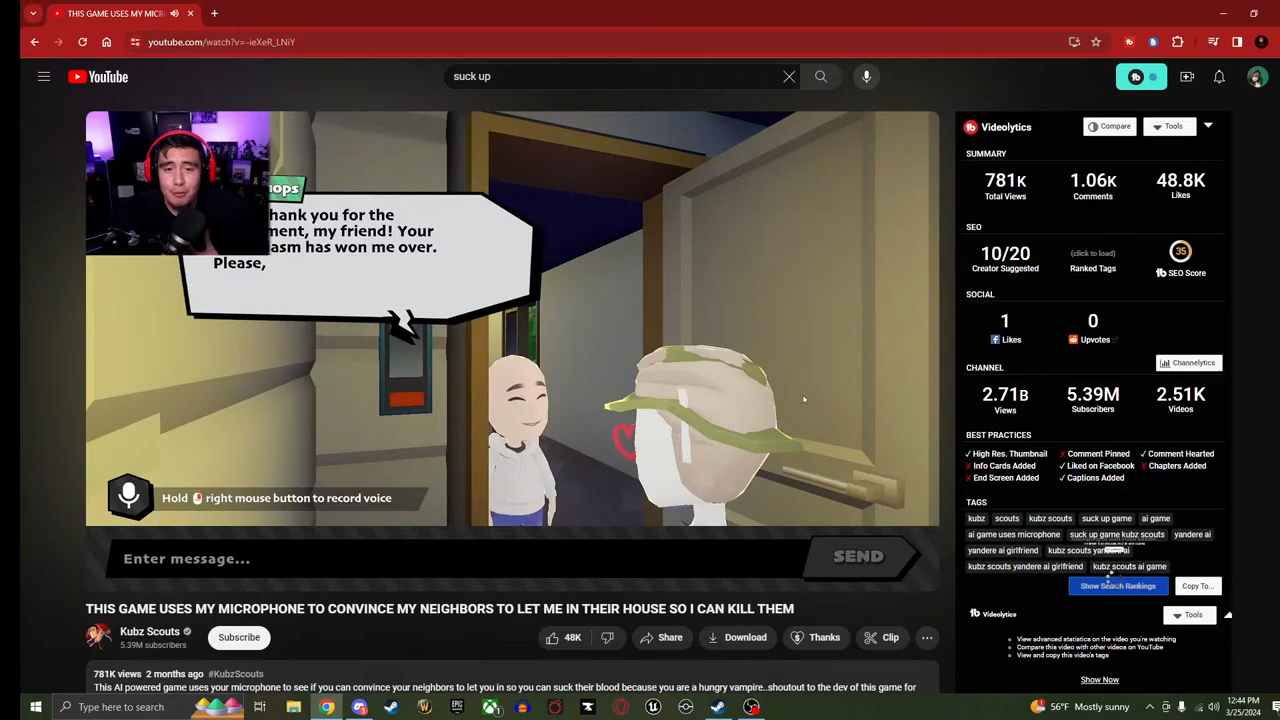 THIS GAME USES MY MICR
youtube.com/watch?v=-ieXeR_LNiY
YouTube
suck up
hank you for the
ment, my friend! Your
asm has won me over.
Please,
Hold right mouse button to record voice
Enter message...
SEND
THIS GAME USES MY MICROPHONE TO CONVINCE MY NEIGHBORS TO LET ME IN THEIR HOUSE SO I CAN KILL THEM
Kubz Scouts
5.39M subscribers
Subscribe
48K
Share
Download
Thanks
Clip
781K views 2 months ago #KubzScouts
This AI powered game uses your microphone to see if you can convince your neighbors to let you in so you can suck their blood because you are a hungry vampire..shoutout to the dev of this game for
Videolytics
Compare
Tools
SUMMARY
781K 1.06K 48.8K
Total Views Comments Likes
SEO
10/20 (click to load) 35
Creator Suggested Ranked Tags tb SEO Score
SOCIAL
1 0
Likes Upvotes
CHANNEL
Channelytics
2.71B 5.39M 2.51K
Views Subscribers Videos
BEST PRACTICES
✓ High Res. Thumbnail ✗ Comment Pinned ✓ Comment Hearted
✗ Info Cards Added ✓ Liked on Facebook ✗ Chapters Added
✗ End Screen Added ✓ Captions Added
TAGS
kubz scouts kubz scouts suck up game ai game
ai game uses microphone suck up game kubz scouts yandere ai
yandere ai girlfriend kubz scouts yandere ai
kubz scouts yandere ai girlfriend kubz scouts ai game
Show Search Rankings Copy To...
Videolytics
Tools
View advanced statistics on the video you're watching
Compare this video with other videos on YouTube
View and copy this video's tags
Show Now
Type here to search
56°F Mostly sunny
12:44 PM
3/25/2024